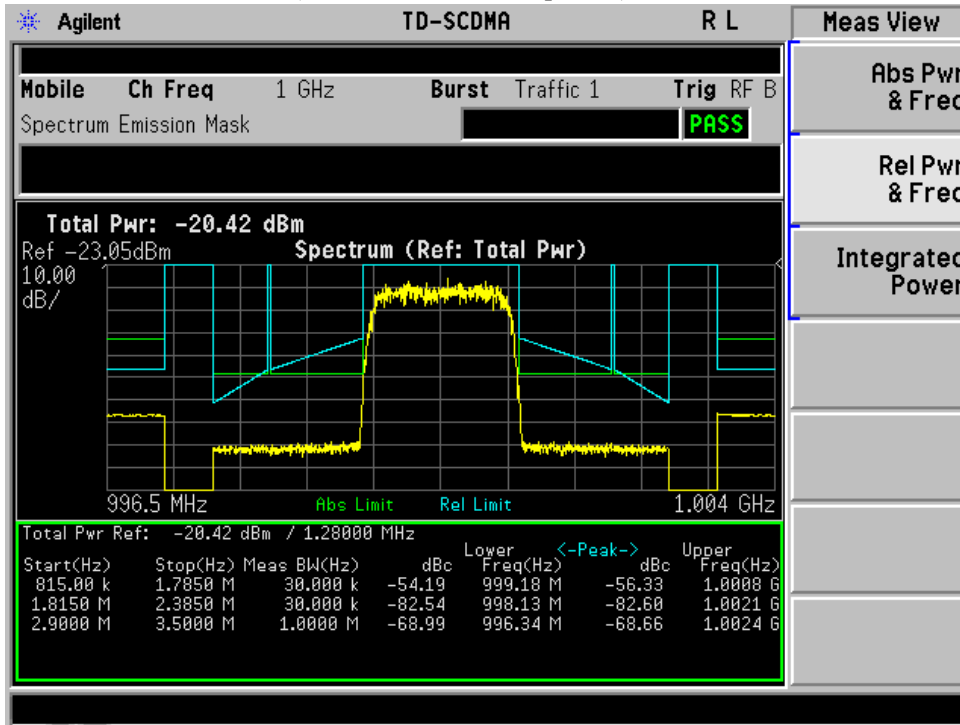 Agilent TD-SCDMA R L Meas View
Mobile Ch Freq 1 GHz Burst Traffic 1 Trig RF B
Spectrum Emission Mask PASS
Abs Pwr
& Freq
Rel Pwr
& Freq
Integrated
Power
Total Pwr: -20.42 dBm
Ref -23.05dBm Spectrum (Ref: Total Pwr)
10.00
dB/
996.5 MHz Abs Limit Rel Limit 1.004 GHz
Total Pwr Ref: -20.42 dBm / 1.28000 MHz
Lower <-Peak-> Upper
Start(Hz) Stop(Hz) Meas BW(Hz) dBc Freq(Hz) dBc Freq(Hz)
815.00 k 1.7850 M 30.000 k -54.19 999.18 M -56.33 1.0008 G
1.8150 M 2.3850 M 30.000 k -82.54 998.13 M -82.60 1.0021 G
2.9000 M 3.5000 M 1.0000 M -68.99 996.34 M -68.66 1.0024 G